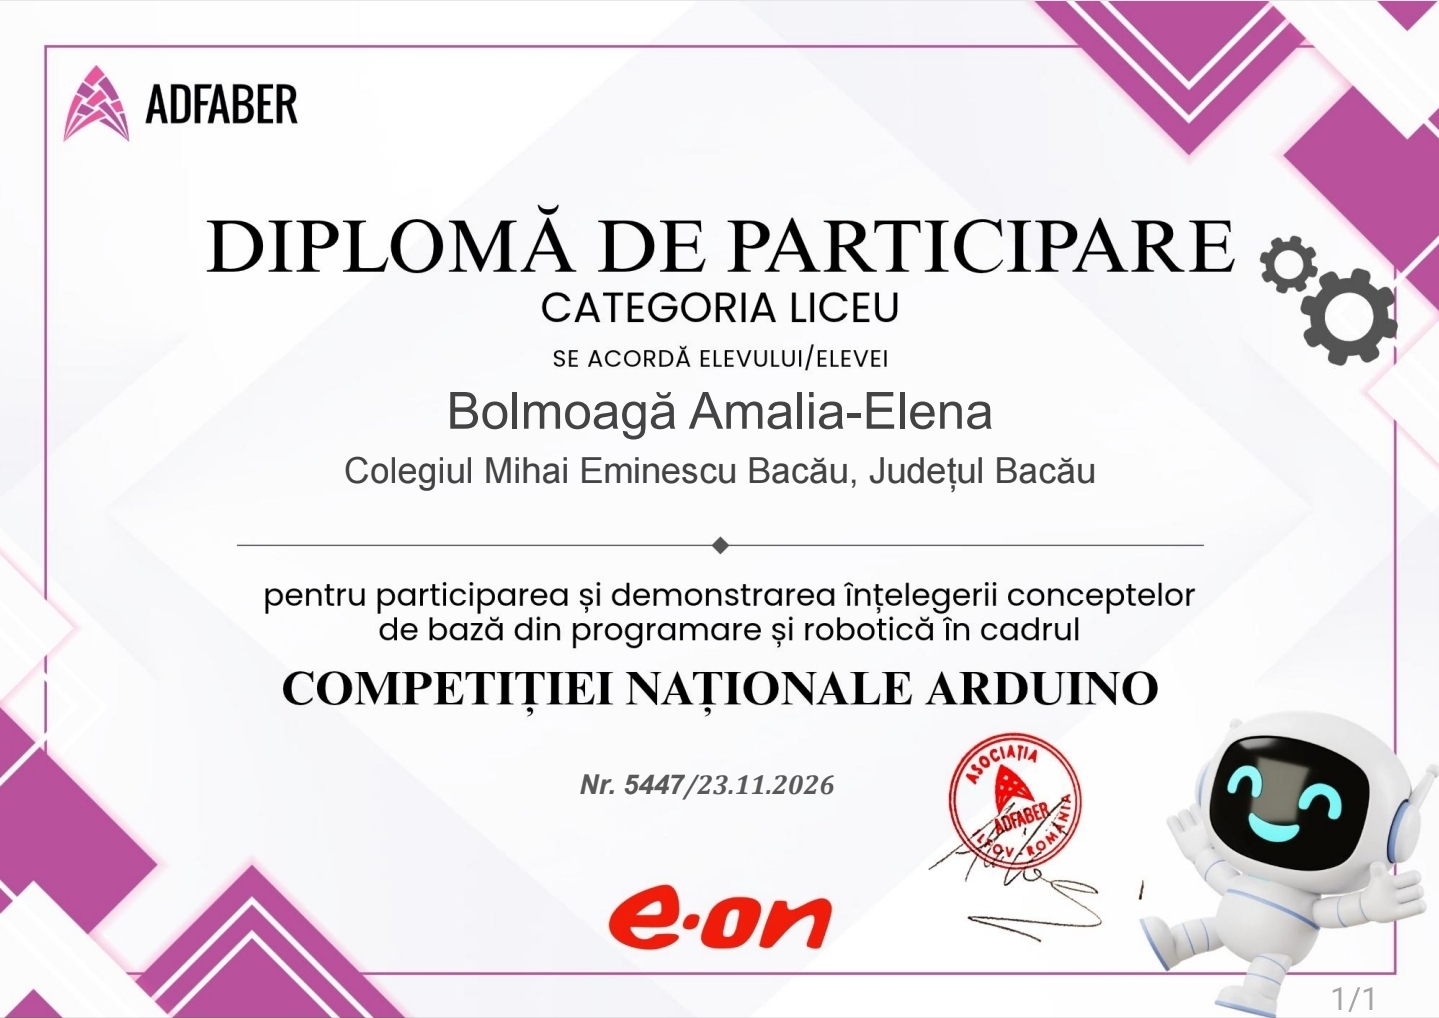 ADFABER
DIPLOMĂ DE PARTICIPARE
CATEGORIA LICEU
SE ACORDĂ ELEVULUI/ELEVEI
Bolmoagă Amalia-Elena
Colegiul Mihai Eminescu Bacău, Județul Bacău
pentru participarea și demonstrarea înțelegerii conceptelor
de bază din programare și robotică în cadrul
COMPETIȚIEI NAȚIONALE ARDUINO
Nr. 5447/23.11.2026
ASOCIAȚIA
ADFABER
ILFOV - ROMÂNIA
e·on
1/1